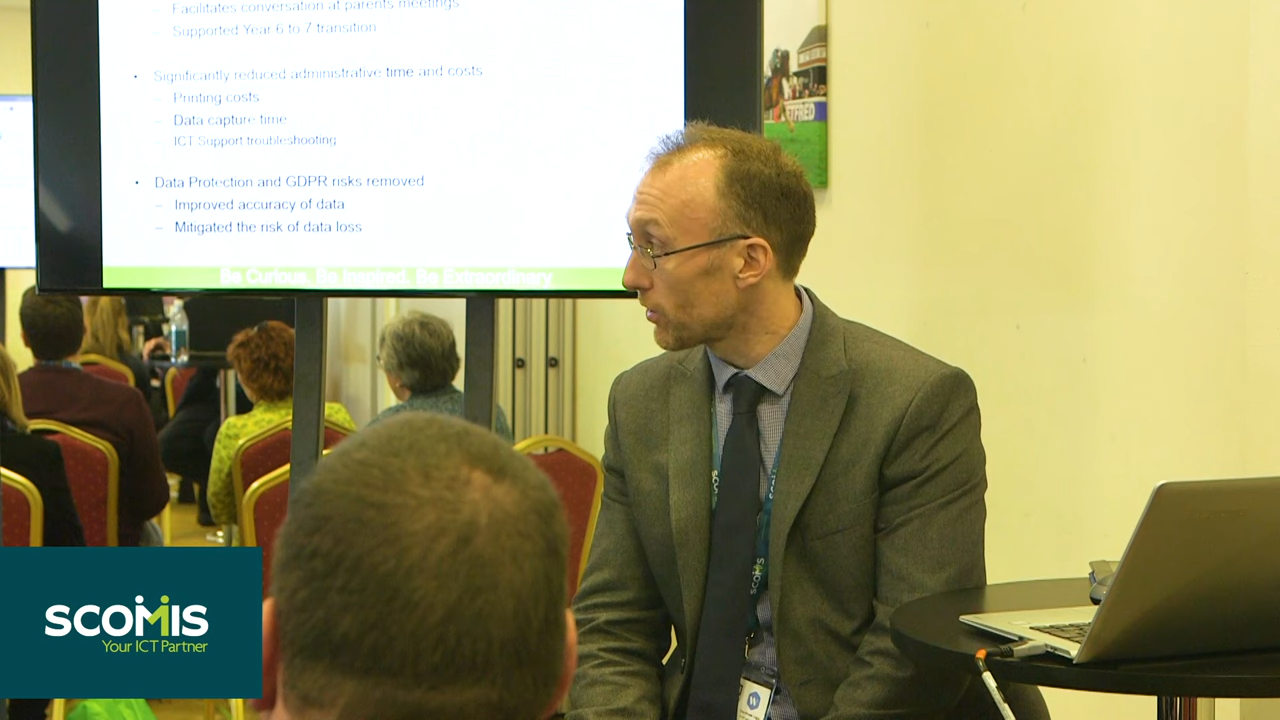 – Facilitates conversation at parents meetings
– Supported Year 6 to 7 transition
• Significantly reduced administrative time and costs
– Printing costs
– Data capture time
– ICT Support troubleshooting
• Data Protection and GDPR risks removed
– Improved accuracy of data
– Mitigated the risk of data loss
Be Curious. Be Inspired. Be Extraordinary
ETFRED
SCOMIS
SCOMIS
Your ICT Partner